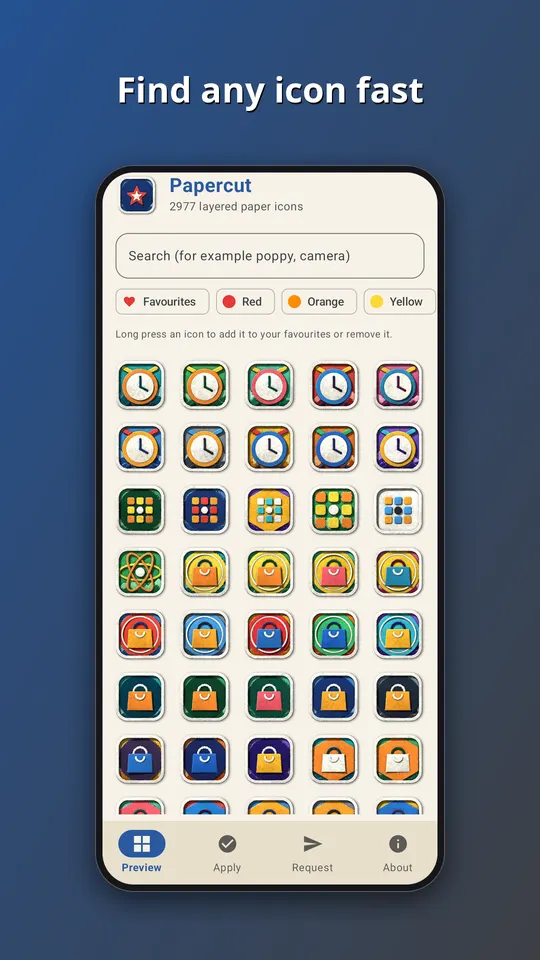 Find any icon fast
Papercut
2977 layered paper icons
Search (for example poppy, camera)
Favourites Red Orange Yellow
Long press an icon to add it to your favourites or remove it.
Preview Apply Request About